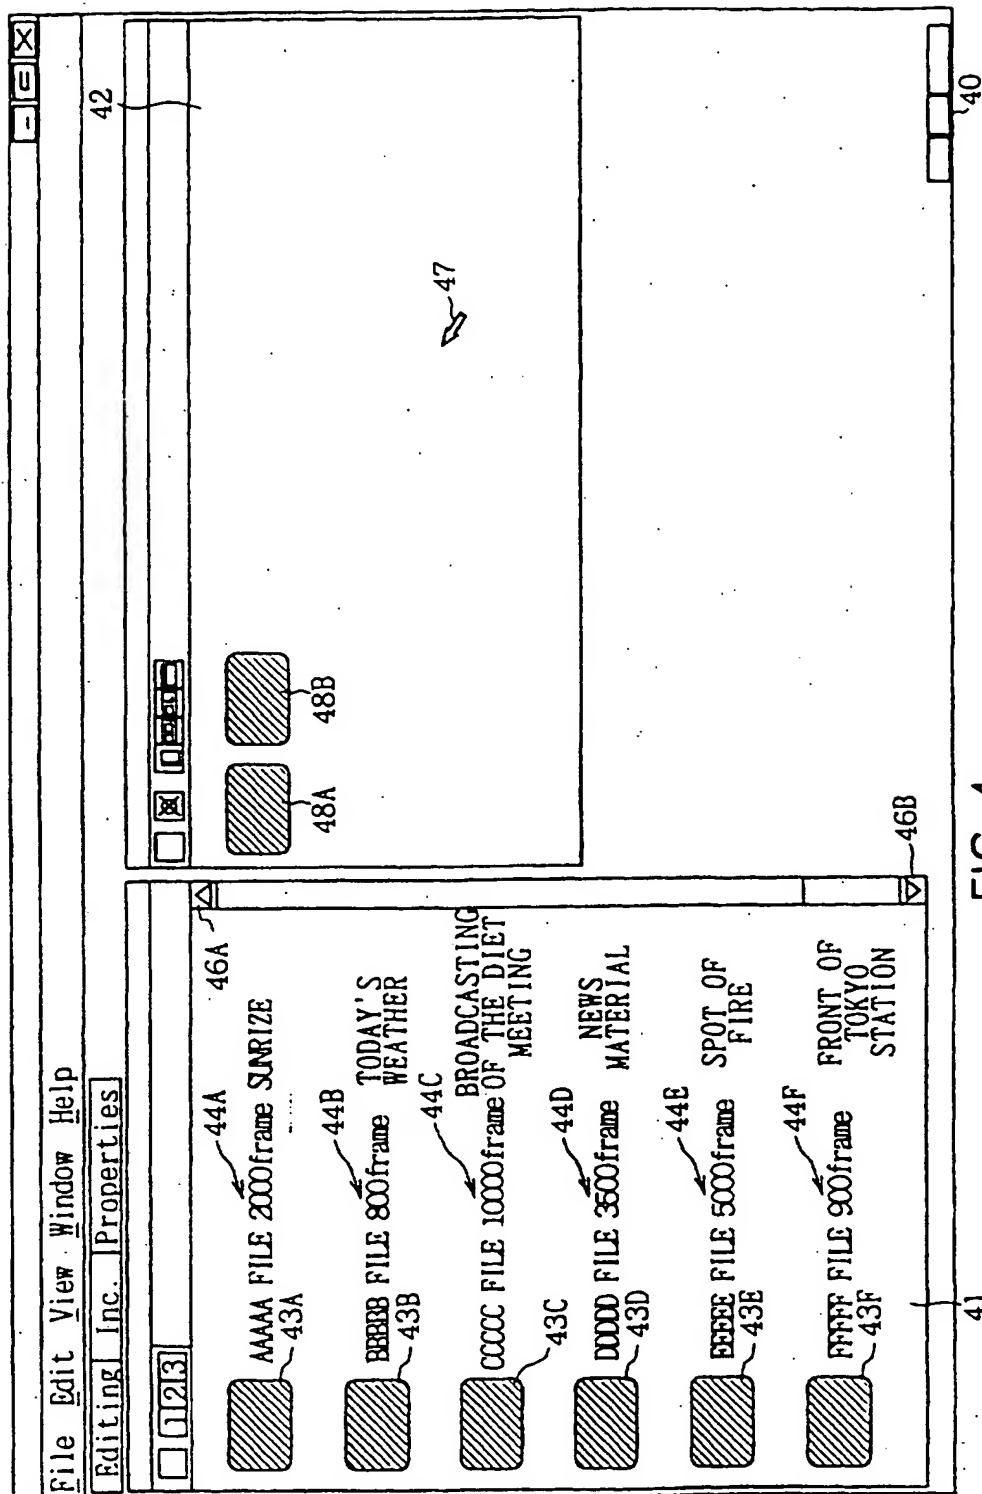 File Edit View Window Help
Editing Inc. Properties
1 2 3
42
46A
44A
AAAAA FILE 2000frame SUNRIZE
43A
44B
BBBBB FILE 800frame TODAY'S
WEATHER
43B
44C
CCCCC FILE 10000frame BROADCASTING
OF THE DIET
MEETING
43C
44D
DDDDD FILE 3500frame NEWS
MATERIAL
43D
44E
EEEEE FILE 5000frame SPOT OF
FIRE
43E
44F
FFFFF FILE 900frame FRONT OF
TOKYO
STATION
43F
46B
41
48A
48B
47
40
FIG. 4